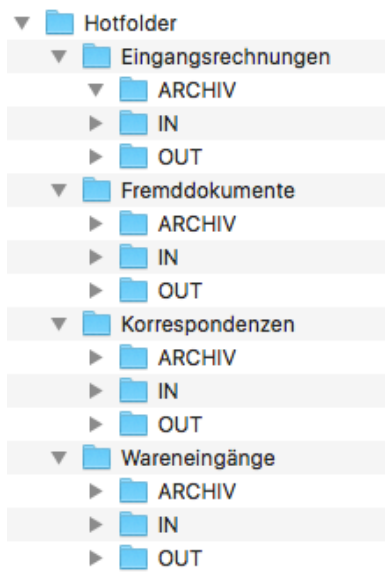 Hotfolder
Eingangsrechnungen
ARCHIV
IN
OUT
Fremddokumente
ARCHIV
IN
OUT
Korrespondenzen
ARCHIV
IN
OUT
Wareneingänge
ARCHIV
IN
OUT